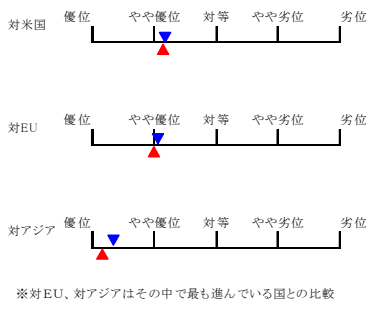 優位 やや優位 対等 やや劣位 劣位
対米国
優位 やや優位 対等 やや劣位 劣位
対EU
優位 やや優位 対等 やや劣位 劣位
対アジア
※対EU、対アジアはその中で最も進んでいる国との比較